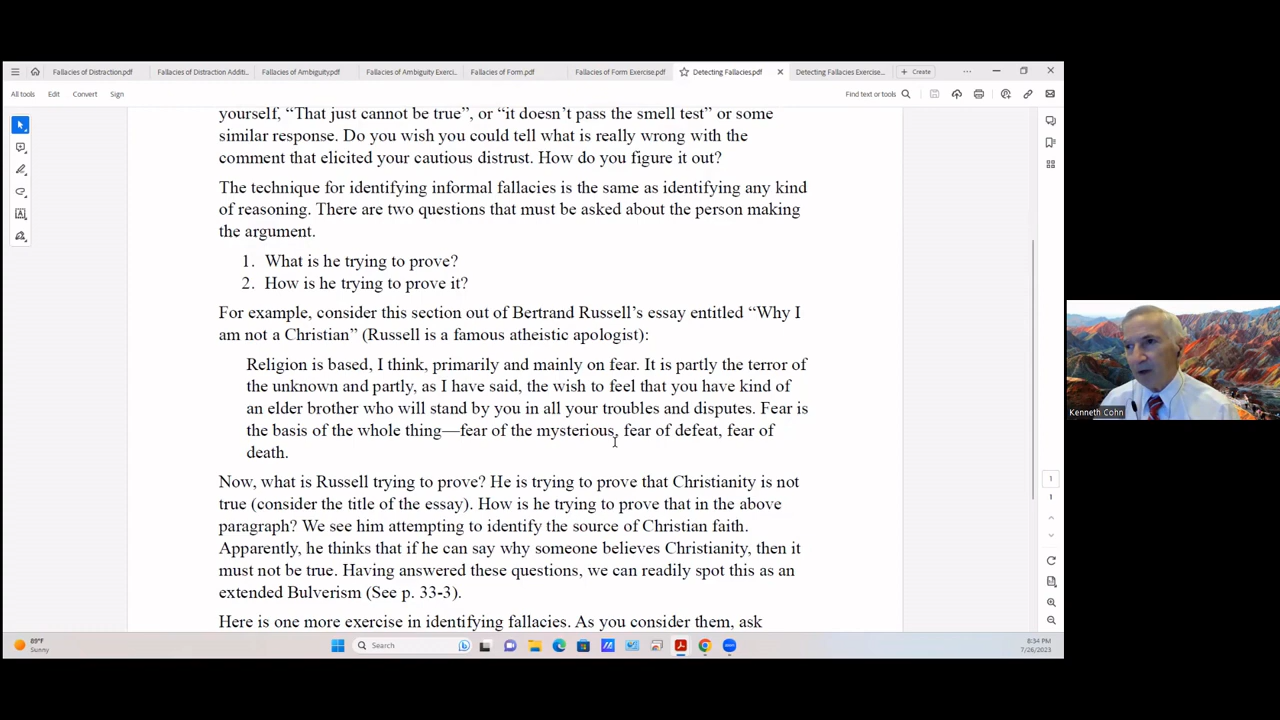 Fallacies of Distraction.pdf
Fallacies of Distraction Additi...
Fallacies of Ambiguity.pdf
Fallacies of Ambiguity Exerci...
Fallacies of Form.pdf
Fallacies of Form Exercise.pdf
Detecting Fallacies.pdf
Detecting Fallacies Exercise...
+ Create
All tools Edit Convert Sign
Find text or tools
yourself, “That just cannot be true”, or “it doesn’t pass the smell test” or some
similar response. Do you wish you could tell what is really wrong with the
comment that elicited your cautious distrust. How do you figure it out?
The technique for identifying informal fallacies is the same as identifying any kind
of reasoning. There are two questions that must be asked about the person making
the argument.
1. What is he trying to prove?
2. How is he trying to prove it?
For example, consider this section out of Bertrand Russell’s essay entitled “Why I
am not a Christian” (Russell is a famous atheistic apologist):
Religion is based, I think, primarily and mainly on fear. It is partly the terror of
the unknown and partly, as I have said, the wish to feel that you have kind of
an elder brother who will stand by you in all your troubles and disputes. Fear is
the basis of the whole thing—fear of the mysterious, fear of defeat, fear of
death.
Now, what is Russell trying to prove? He is trying to prove that Christianity is not
true (consider the title of the essay). How is he trying to prove that in the above
paragraph? We see him attempting to identify the source of Christian faith.
Apparently, he thinks that if he can say why someone believes Christianity, then it
must not be true. Having answered these questions, we can readily spot this as an
extended Bulverism (See p. 33-3).
Here is one more exercise in identifying fallacies. As you consider them, ask
Kenneth Cohn
1
1
89°F
Sunny
Search
8:34 PM
7/26/2023